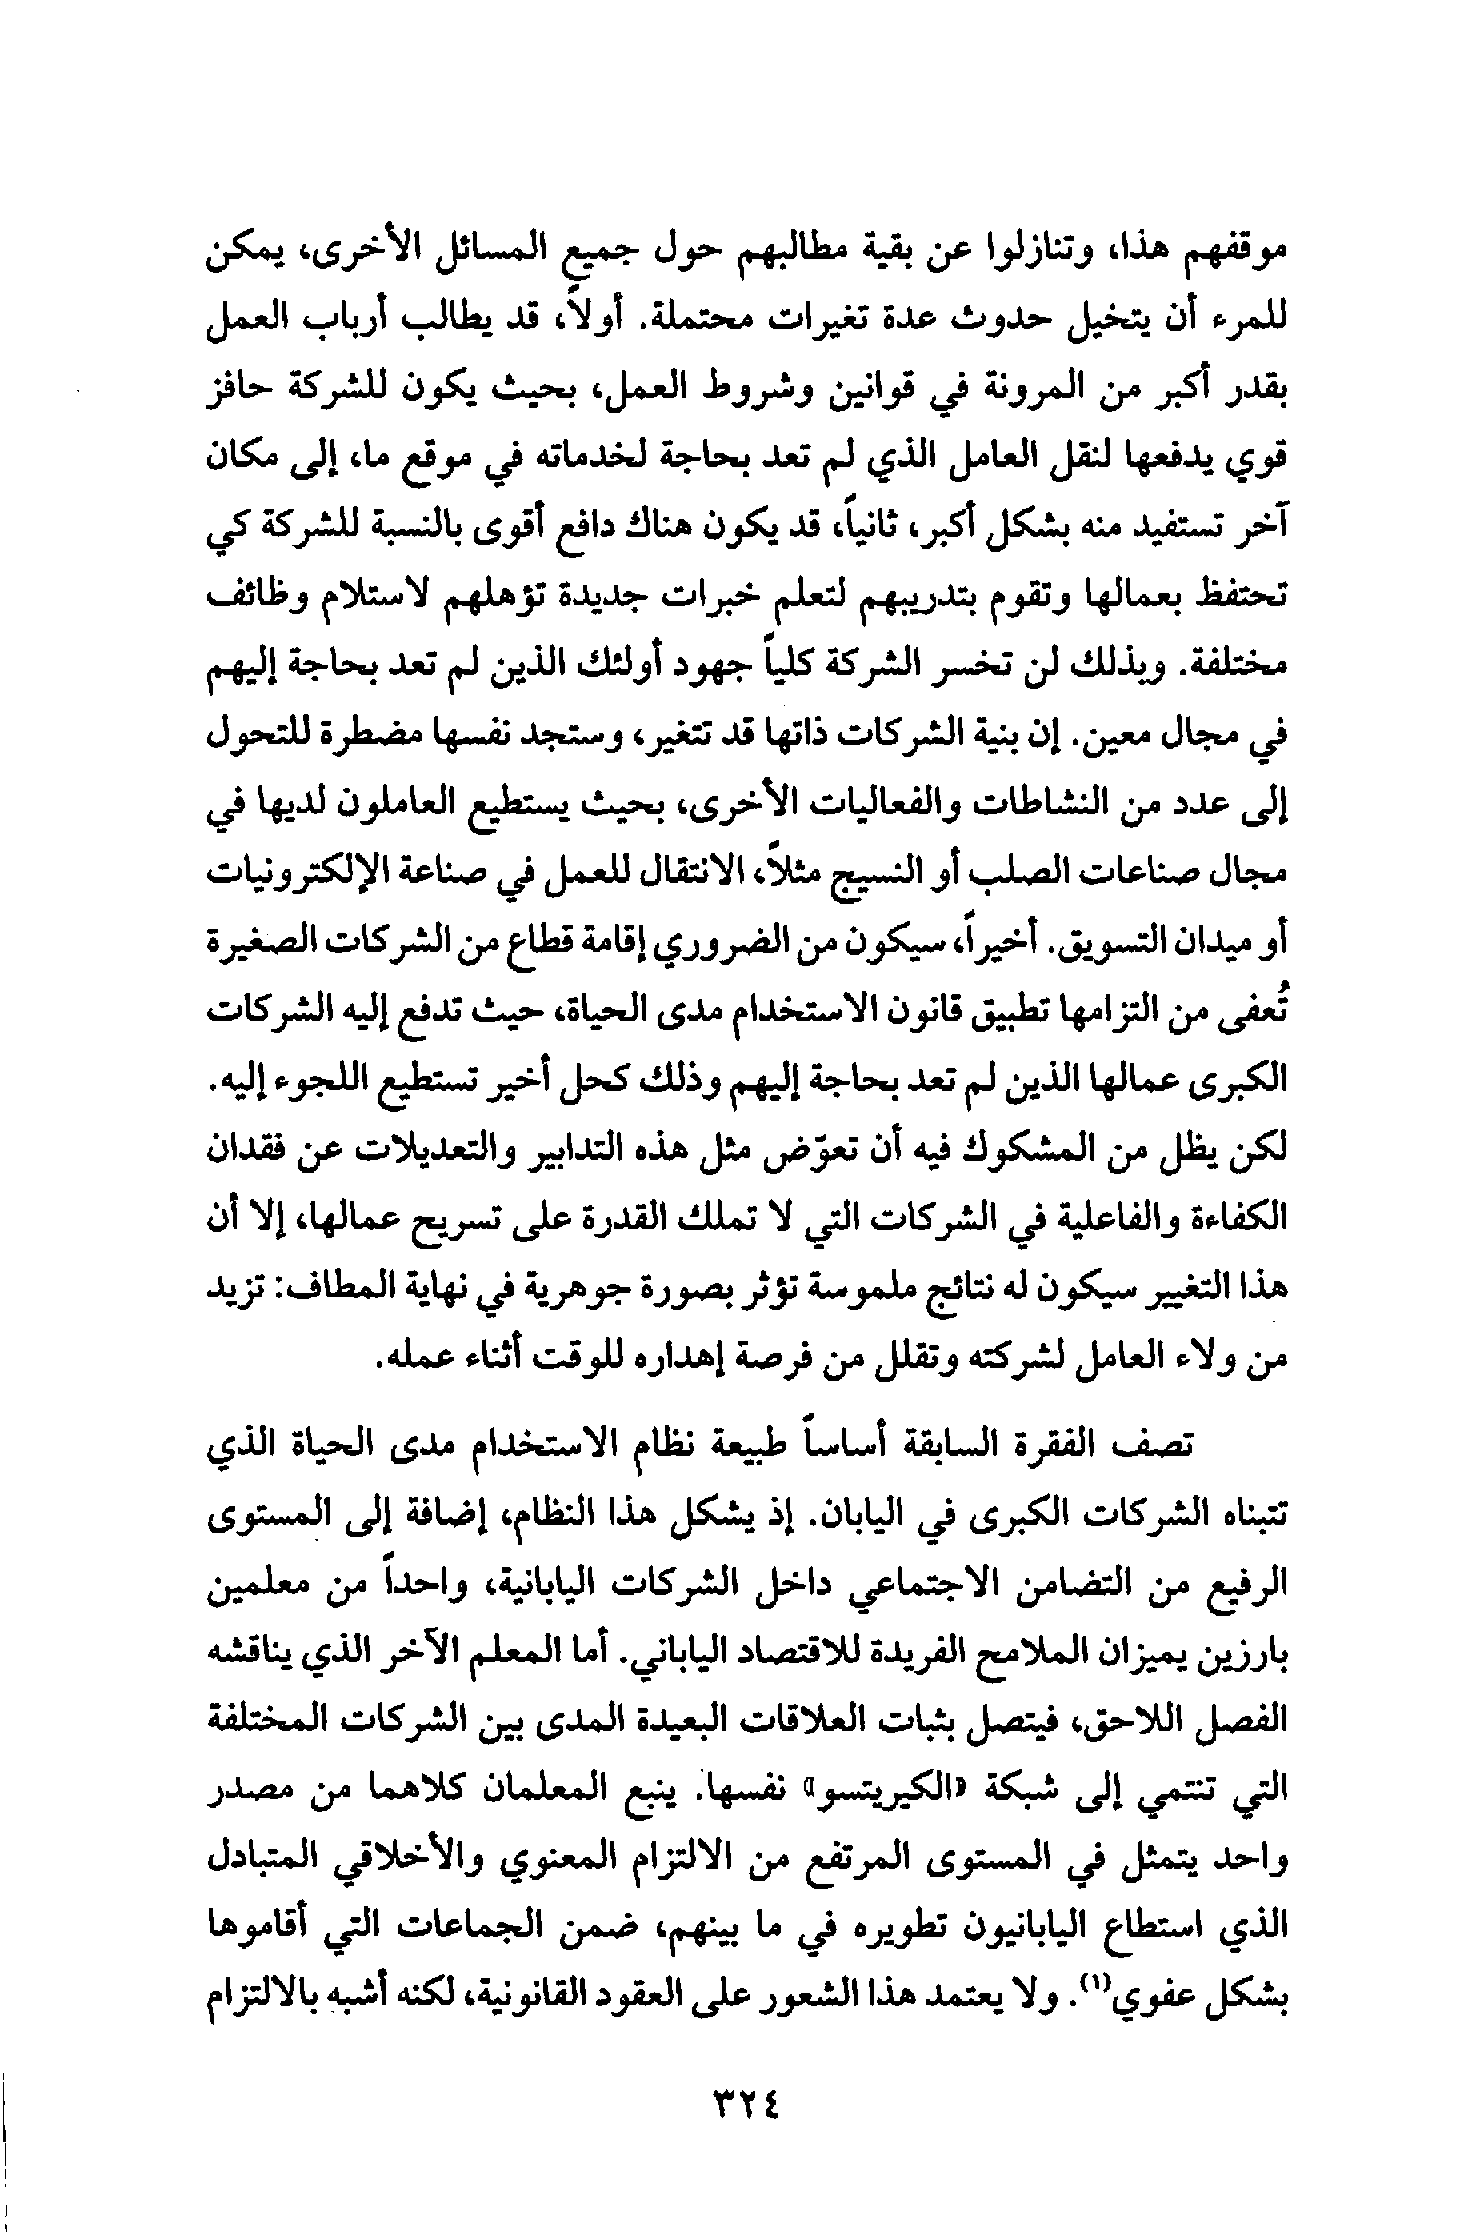 موقفهم هذا، وتنازلوا عن بقية مطالبهم حول جميع المسائل الأخرى، يمكن
للمرء أن يتخيل حدوث عدة تغيرات محتملة. أولاً، قد يطالب أرباب العمل
بقدر أكبر من المرونة في قوانين وشروط العمل، بحيث يكون للشركة حافز
قوي يدفعها لنقل العامل الذي لم تعد بحاجة لخدماته في موقع ما، إلى مكان
آخر تستفيد منه بشكل أكبر، ثانياً، قد يكون هناك دافع أقوى بالنسبة للشركة كي
تحتفظ بعمالها وتقوم بتدريبهم لتعلم خبرات جديدة تؤهلهم لاستلام وظائف
مختلفة. وبذلك لن تخسر الشركة كلياً جهود أولئك الذين لم تعد بحاجة إليهم
في مجال معين. إن بنية الشركات ذاتها قد تتغير، وستجد نفسها مضطرة للتحول
إلى عدد من النشاطات والفعاليات الأخرى، بحيث يستطيع العاملون لديها في
مجال صناعات الصلب أو النسيج مثلاً، الانتقال للعمل في صناعة الإلكترونيات
أو ميدان التسويق. أخيراً، سيكون من الضروري إقامة قطاع من الشركات الصغيرة
تُعفى من التزامها تطبيق قانون الاستخدام مدى الحياة، حيث تدفع إليه الشركات
الكبرى عمالها الذين لم تعد بحاجة إليهم وذلك كحل أخير تستطيع اللجوء إليه.
لكن يظل من المشكوك فيه أن تعوّض مثل هذه التدابير والتعديلات عن فقدان
الكفاءة والفاعلية في الشركات التي لا تملك القدرة على تسريح عمالها، إلا أن
هذا التغيير سيكون له نتائج ملموسة تؤثر بصورة جوهرية في نهاية المطاف: تزيد
من ولاء العامل لشركته وتقلل من فرصة إهداره للوقت أثناء عمله.
تصف الفقرة السابقة أساساً طبيعة نظام الاستخدام مدى الحياة الذي
تتبناه الشركات الكبرى في اليابان. إذ يشكل هذا النظام، إضافة إلى المستوى
الرفيع من التضامن الاجتماعي داخل الشركات اليابانية، واحداً من معلمين
بارزين يميزان الملامح الفريدة للاقتصاد الياباني. أما المعلم الآخر الذي يناقشه
الفصل اللاحق، فيتصل بثبات العلاقات البعيدة المدى بين الشركات المختلفة
التي تنتمي إلى شبكة «الكيريتسو» نفسها. ينبع المعلمان كلاهما من مصدر
واحد يتمثل في المستوى المرتفع من الالتزام المعنوي والأخلاقي المتبادل
الذي استطاع اليابانيون تطويره في ما بينهم، ضمن الجماعات التي أقاموها
بشكل عفوي(١). ولا يعتمد هذا الشعور على العقود القانونية، لكنه أشبه بالالتزام
٣٢٤